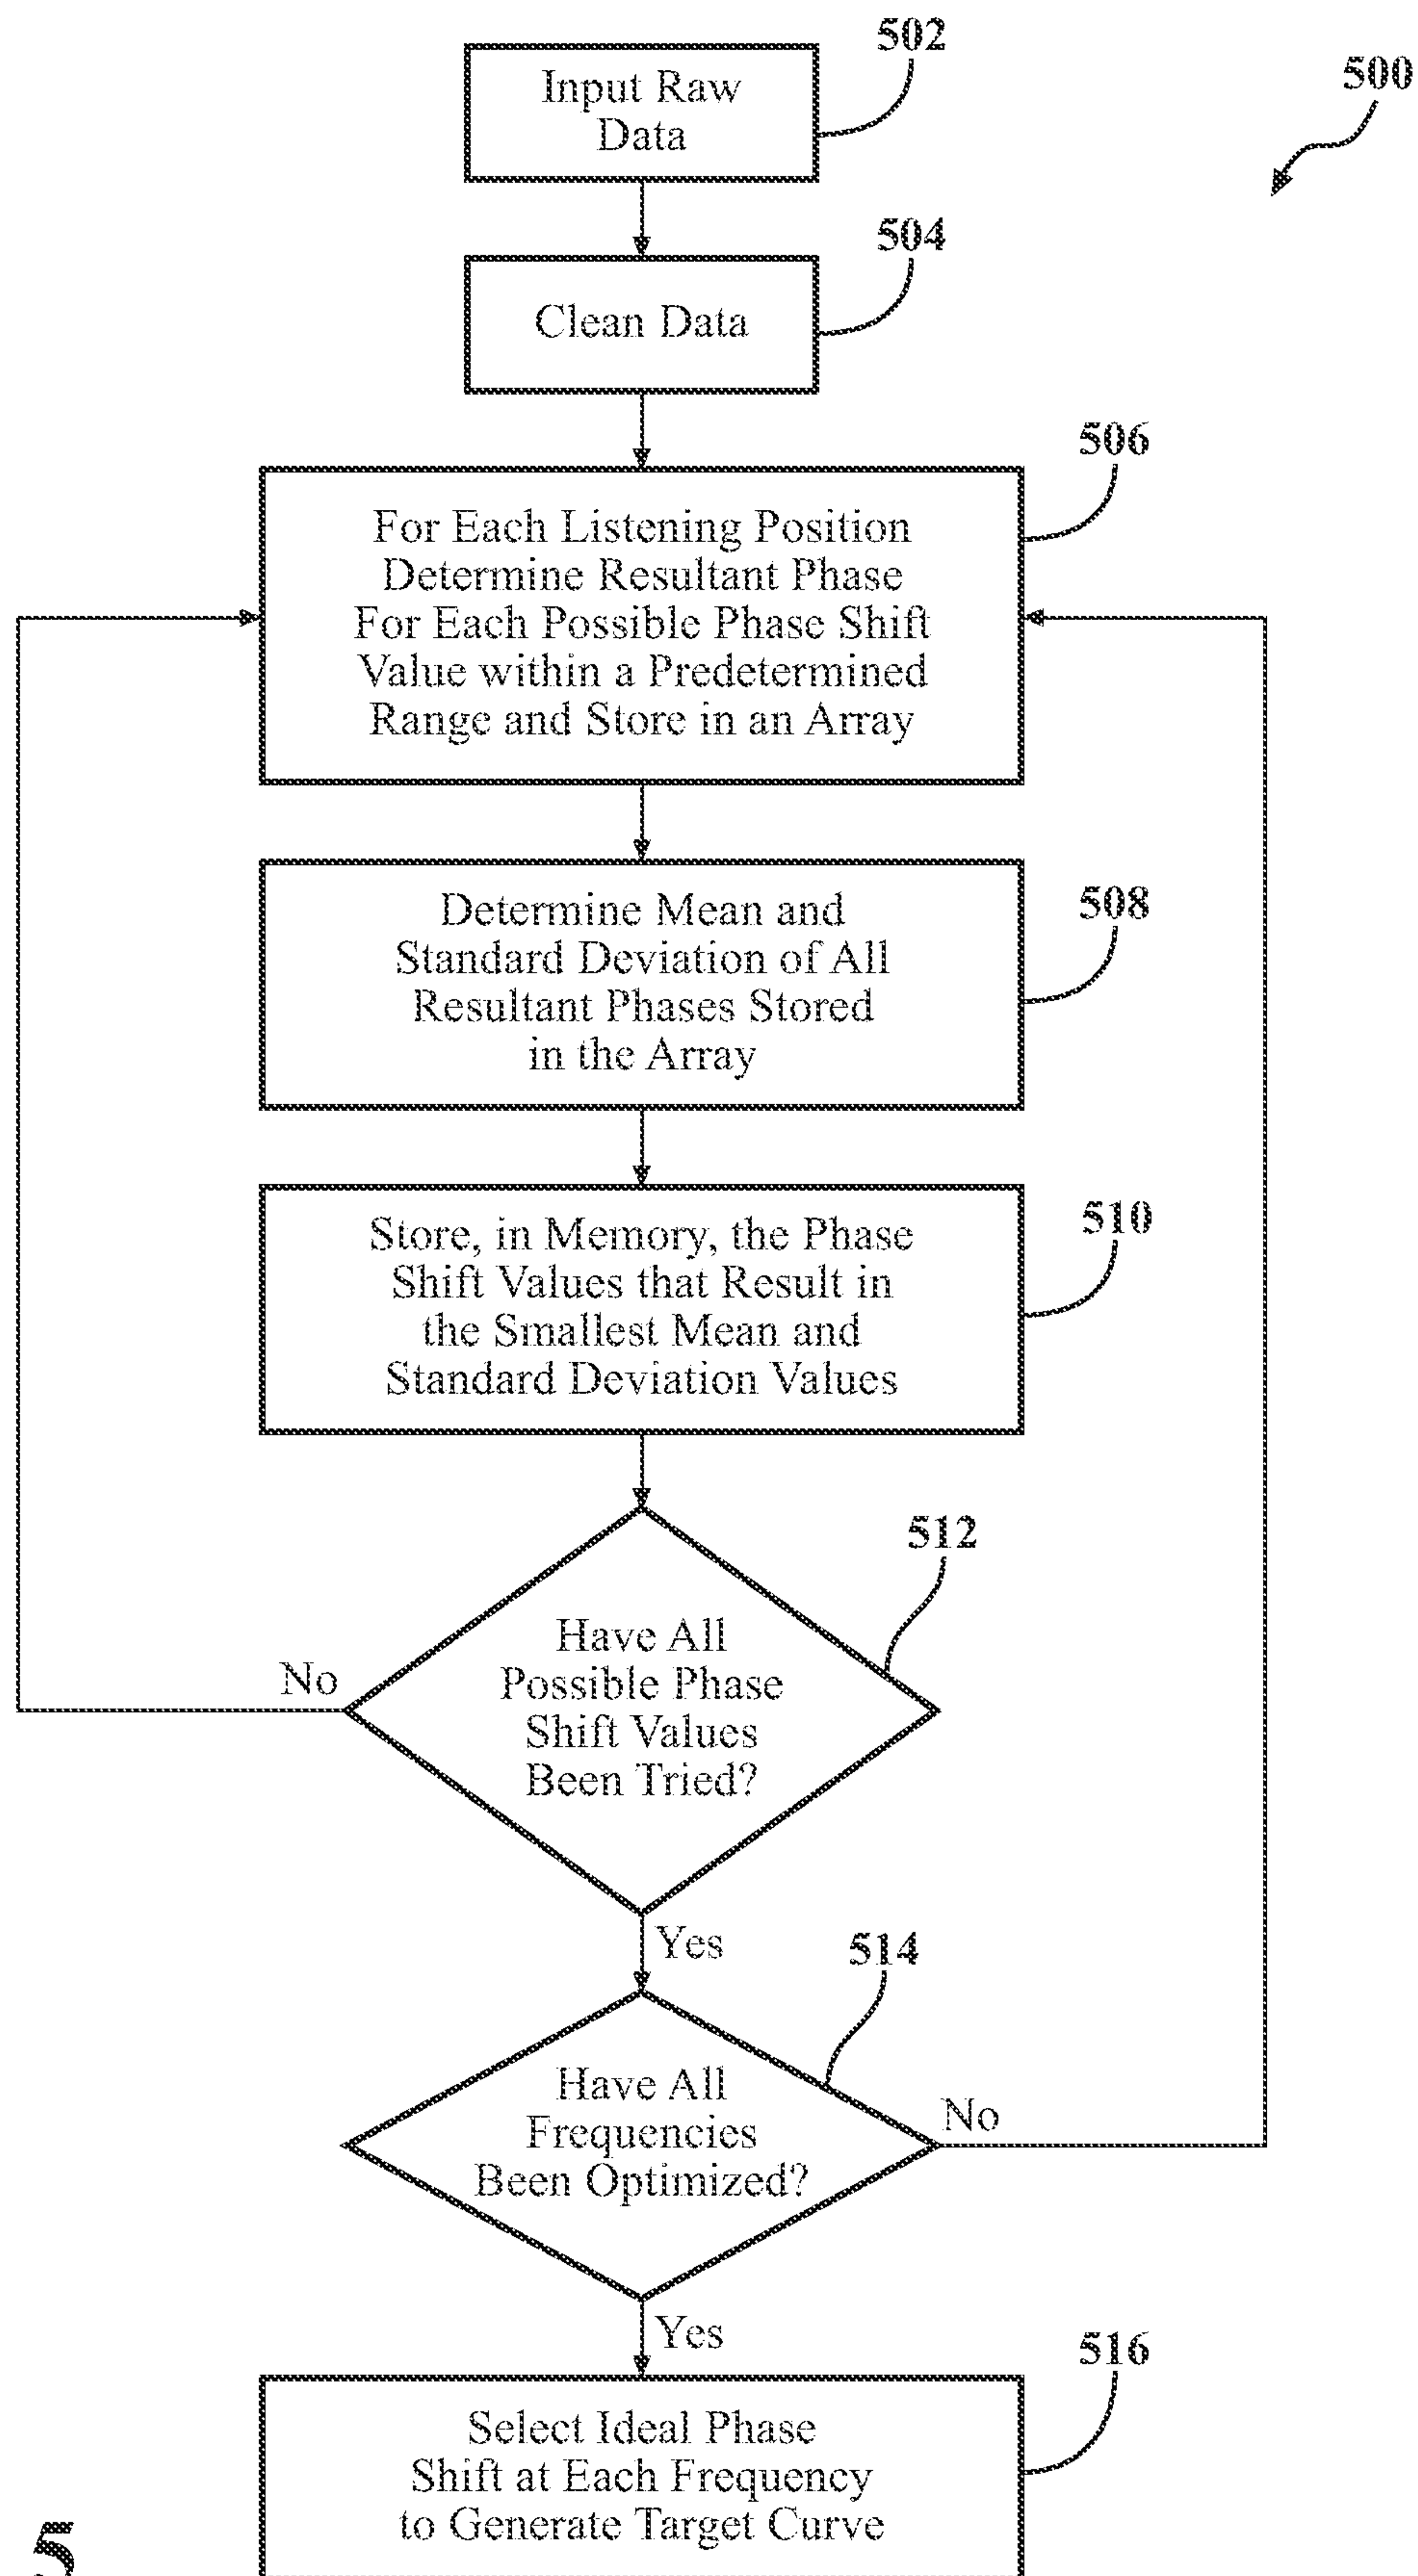 502
500
Input Raw
Data
504
Clean Data
506
For Each Listening Position
Determine Resultant Phase
For Each Possible Phase Shift
Value within a Predetermined
Range and Store in an Array
508
Determine Mean and
Standard Deviation of All
Resultant Phases Stored
in the Array
510
Store, in Memory, the Phase
Shift Values that Result in
the Smallest Mean and
Standard Deviation Values
512
Have All
Possible Phase
Shift Values
Been Tried?
No
Yes
514
Have All
Frequencies
Been Optimized?
No
Yes
516
Select Ideal Phase
Shift at Each Frequency
to Generate Target Curve
5